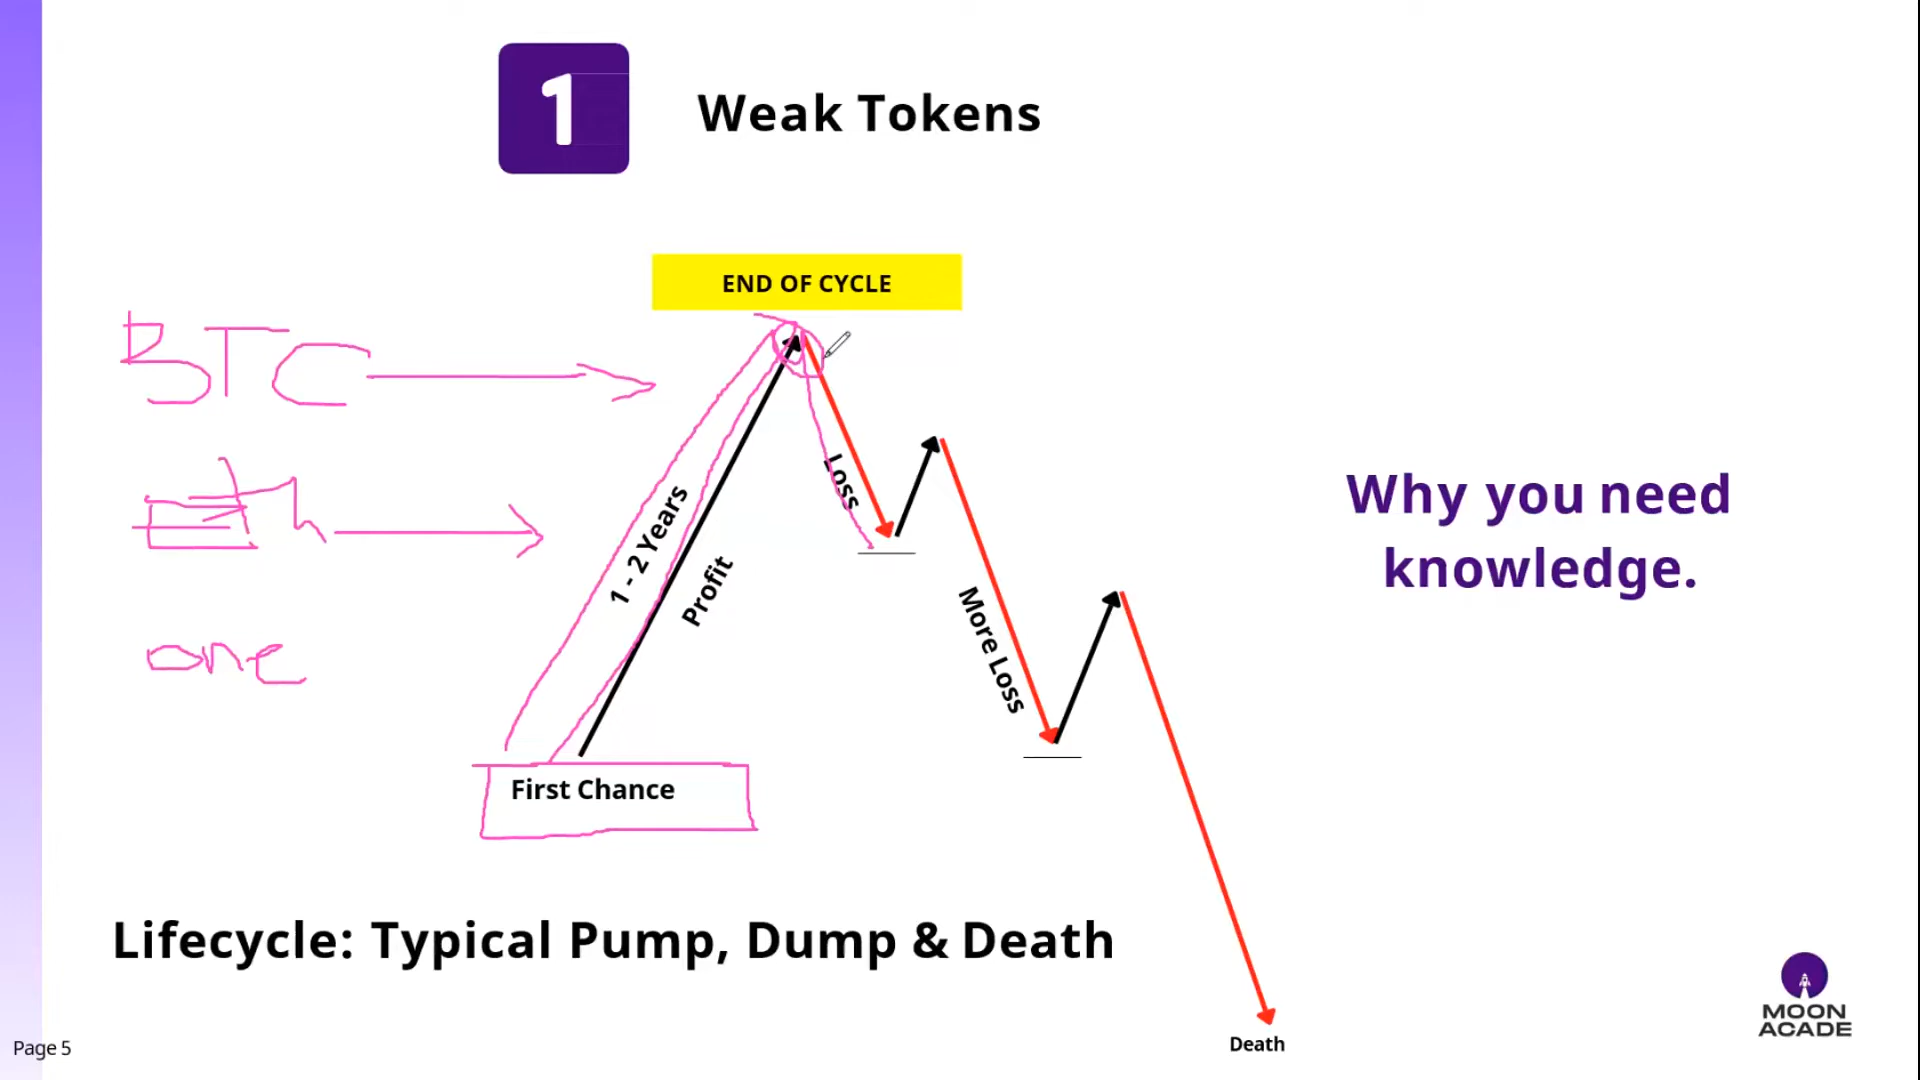 1
Weak Tokens
END OF CYCLE
BTC
Eth
one
1 - 2 Years
Profit
Loss
More Loss
First Chance
Why you need
knowledge.
Lifecycle: Typical Pump, Dump & Death
Death
Page 5
MOON
ACADE